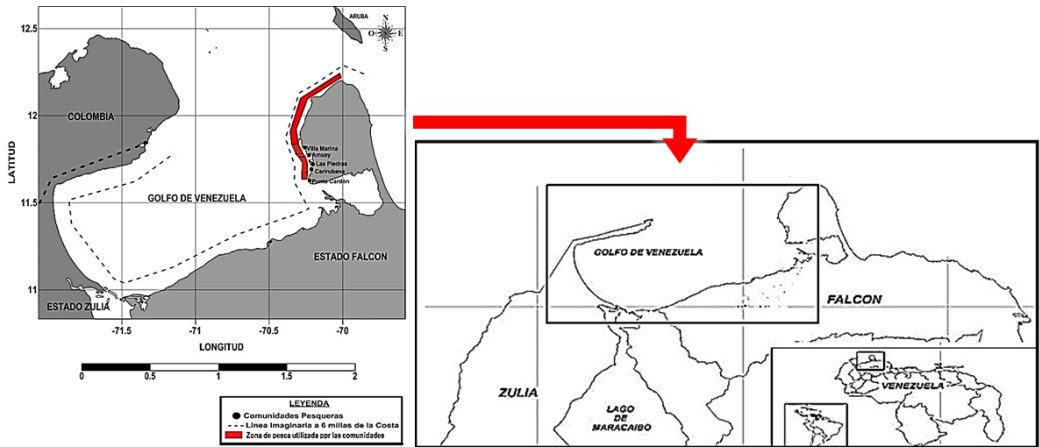 ARUBA
N
O
E
S
12.5
12
11.5
11
LATITUD
COLOMBIA
Villa Marina
Amuay
Las Piedras
Carirubana
Punta Cardón
GOLFO DE VENEZUELA
ESTADO FALCON
ESTADO ZULIA
-71.5
-71
-70.5
-70
LONGITUD
0
0.5
1
1.5
2
LEYENDA
Comunidades Pesqueras
Linea Imaginaria a 6 millas de la Costa
Zona de pesca utilizada ppr las comunidades
GOLFO DE VENEZUELA
FALCON
ZULIA
LAGO
DE
MARACAIBO
VENEZUELA